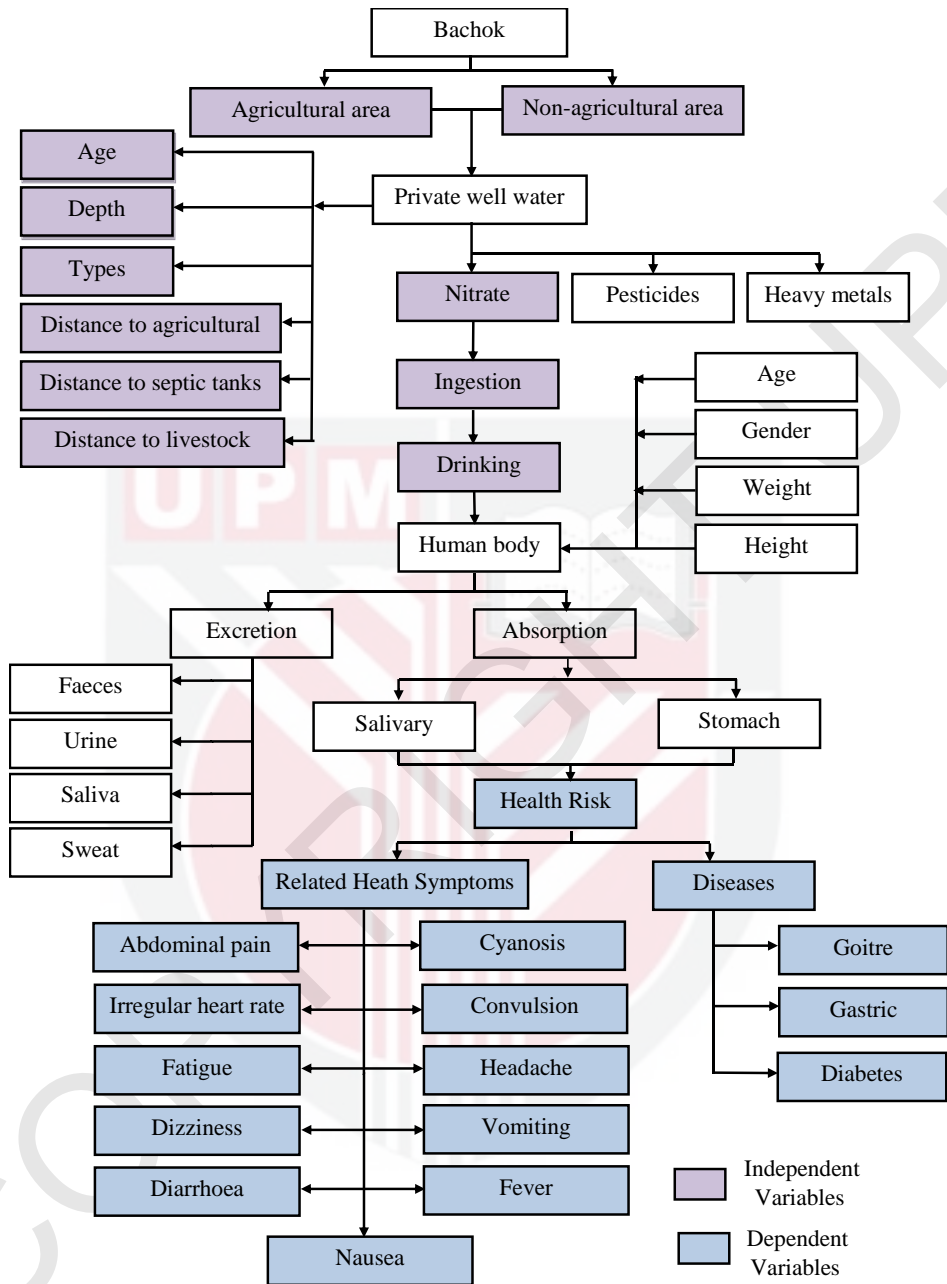 Bachok
Agricultural area
Non-agricultural area
Age
Depth
Types
Distance to agricultural
Distance to septic tanks
Distance to livestock
Private well water
Nitrate
Pesticides
Heavy metals
Ingestion
Drinking
Age
Gender
Weight
Height
Human body
Excretion
Absorption
Faeces
Urine
Saliva
Sweat
Salivary
Stomach
Health Risk
Related Heath Symptoms
Diseases
Abdominal pain
Cyanosis
Irregular heart rate
Convulsion
Fatigue
Headache
Dizziness
Vomiting
Diarrhoea
Fever
Nausea
Goitre
Gastric
Diabetes
Independent
Variables
Dependent
Variables
UPM
COPYRIGHT UPM